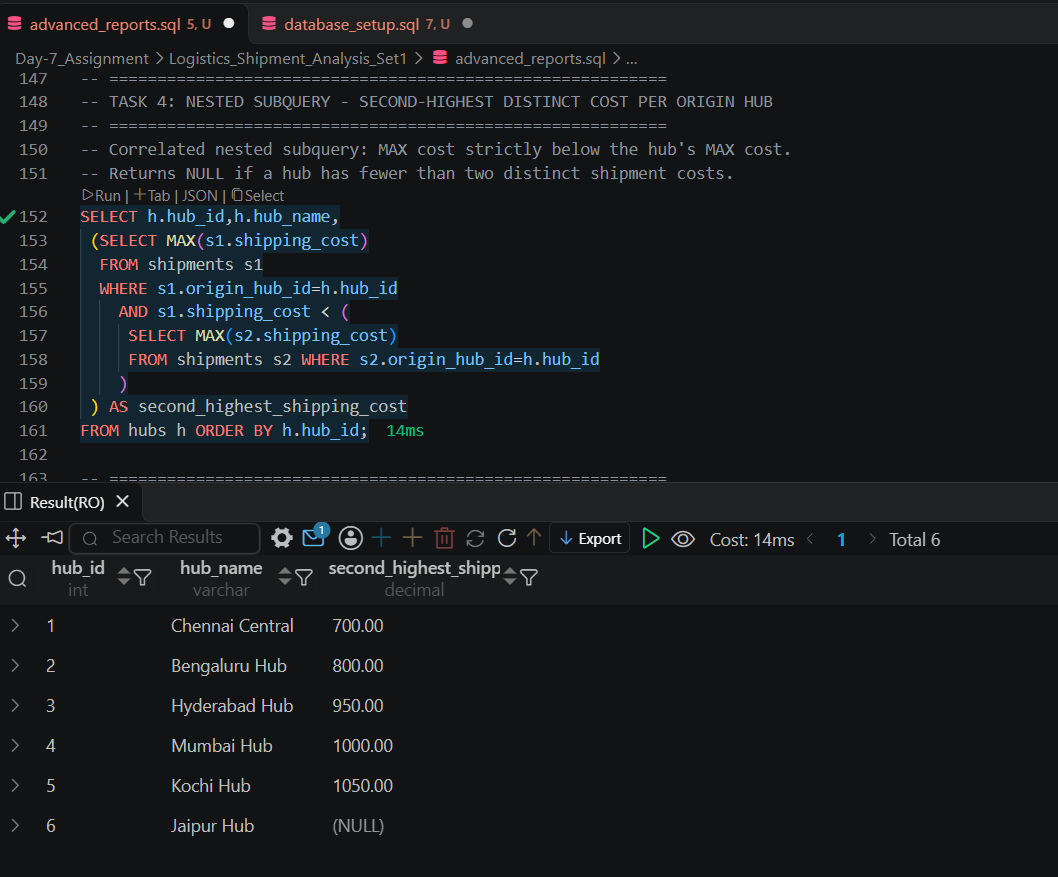 advanced_reports.sql 5, U
database_setup.sql 7, U
Day-7_Assignment > Logistics_Shipment_Analysis_Set1 > advanced_reports.sql > ...
147 -- ==========================================================
148 -- TASK 4: NESTED SUBQUERY - SECOND-HIGHEST DISTINCT COST PER ORIGIN HUB
149 -- ==========================================================
150 -- Correlated nested subquery: MAX cost strictly below the hub's MAX cost.
151 -- Returns NULL if a hub has fewer than two distinct shipment costs.
Run | Tab | JSON | Select
152 SELECT h.hub_id,h.hub_name,
153 (SELECT MAX(s1.shipping_cost)
154 FROM shipments s1
155 WHERE s1.origin_hub_id=h.hub_id
156 AND s1.shipping_cost < (
157 SELECT MAX(s2.shipping_cost)
158 FROM shipments s2 WHERE s2.origin_hub_id=h.hub_id
159 )
160 ) AS second_highest_shipping_cost
161 FROM hubs h ORDER BY h.hub_id; 14ms
162
163 -- ==========================================================
Result(RO)
Search Results 1 Export Cost: 14ms 1 Total 6
hub_id hub_name second_highest_shipp
int varchar decimal
1 Chennai Central 700.00
2 Bengaluru Hub 800.00
3 Hyderabad Hub 950.00
4 Mumbai Hub 1000.00
5 Kochi Hub 1050.00
6 Jaipur Hub (NULL)